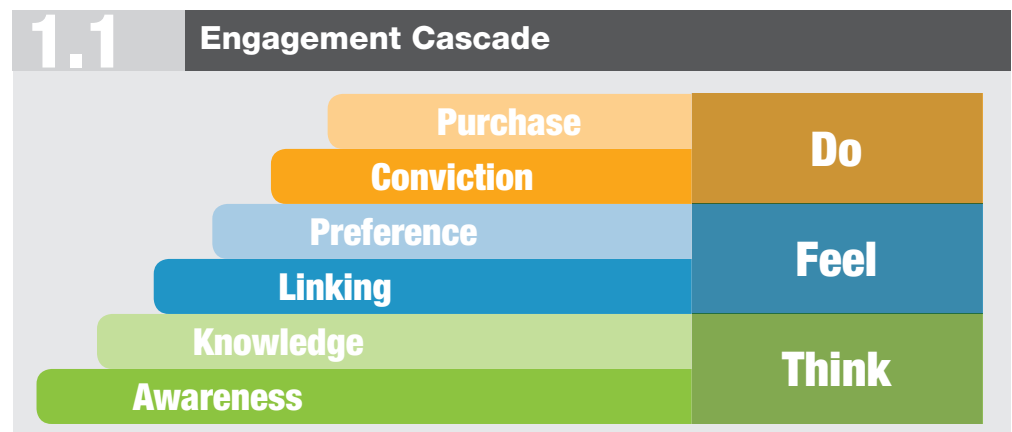 1.1
Engagement Cascade
Purchase
Conviction
Do
Preference
Linking
Feel
Knowledge
Awareness
Think